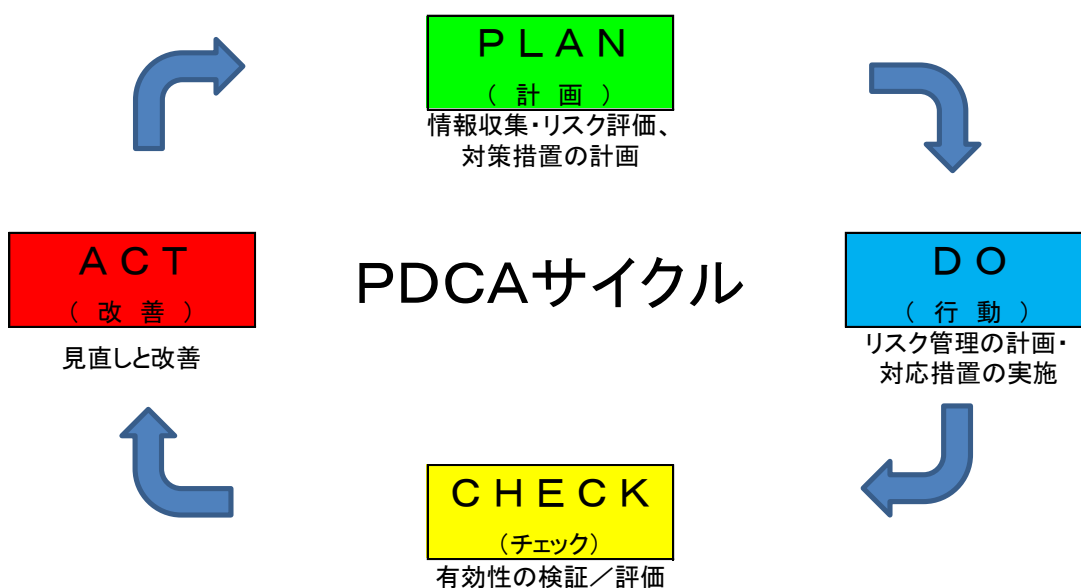 PLAN
(計画)
情報収集・リスク評価、
対策措置の計画
ACT
(改善)
見直しと改善
PDCAサイクル
DO
(行動)
リスク管理の計画・
対応措置の実施
CHECK
(チェック)
有効性の検証／評価